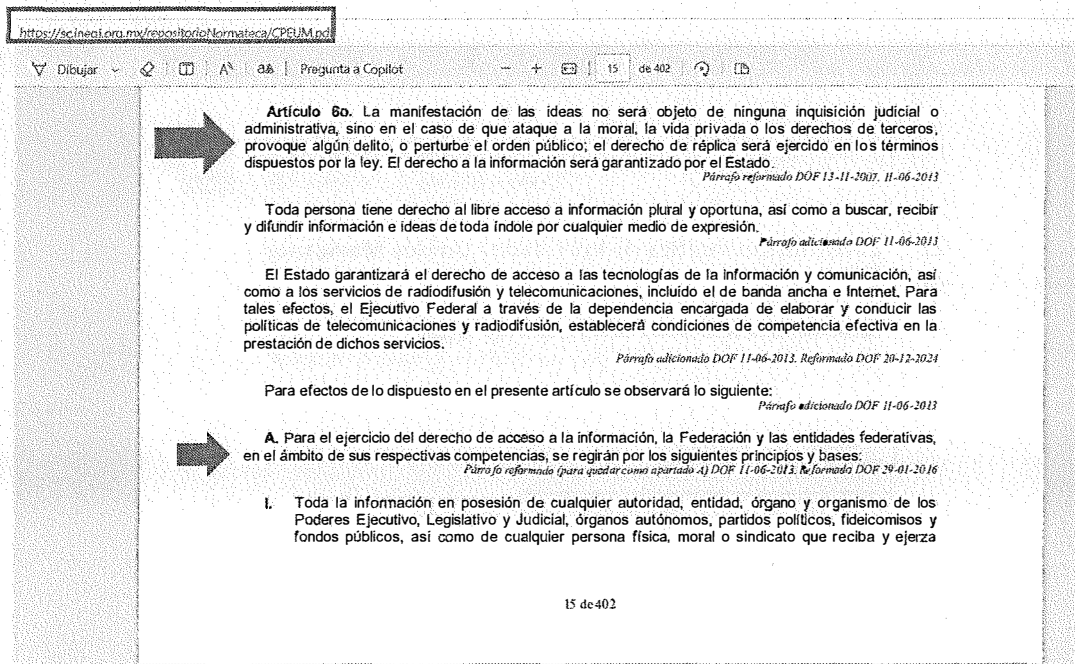 https://sc.inegi.org.mx/repositorioNormateca/CPEUM.pd
Dibujar
aあ
Pregunta a Copilot
15 de 402
Artículo 6o. La manifestación de las ideas no será objeto de ninguna inquisición judicial o
administrativa, sino en el caso de que ataque a la moral, la vida privada o los derechos de terceros,
provoque algún delito, o perturbe el orden público; el derecho de réplica será ejercido en los términos
dispuestos por la ley. El derecho a la información será garantizado por el Estado.
Párrafo reformado DOF 13-11-2007, 11-06-2013
Toda persona tiene derecho al libre acceso a información plural y oportuna, así como a buscar, recibir
y difundir información e ideas de toda índole por cualquier medio de expresión.
Párrafo adicionado DOF 11-06-2013
El Estado garantizará el derecho de acceso a las tecnologías de la información y comunicación, así
como a los servicios de radiodifusión y telecomunicaciones, incluido el de banda ancha e Internet. Para
tales efectos, el Ejecutivo Federal a través de la dependencia encargada de elaborar y conducir las
políticas de telecomunicaciones y radiodifusión, establecerá condiciones de competencia efectiva en la
prestación de dichos servicios.
Párrafo adicionado DOF 11-06-2013. Reformado DOF 20-12-2024
Para efectos de lo dispuesto en el presente artículo se observará lo siguiente:
Párrafo adicionado DOF 11-06-2013
A. Para el ejercicio del derecho de acceso a la información, la Federación y las entidades federativas,
en el ámbito de sus respectivas competencias, se regirán por los siguientes principios y bases:
Párrafo reformado (para quedar como apartado A) DOF 11-06-2013. Reformado DOF 29-01-2016
I. Toda la información en posesión de cualquier autoridad, entidad, órgano y organismo de los
Poderes Ejecutivo, Legislativo y Judicial, órganos autónomos, partidos políticos, fideicomisos y
fondos públicos, así como de cualquier persona física, moral o sindicato que reciba y ejerza
15 de 402